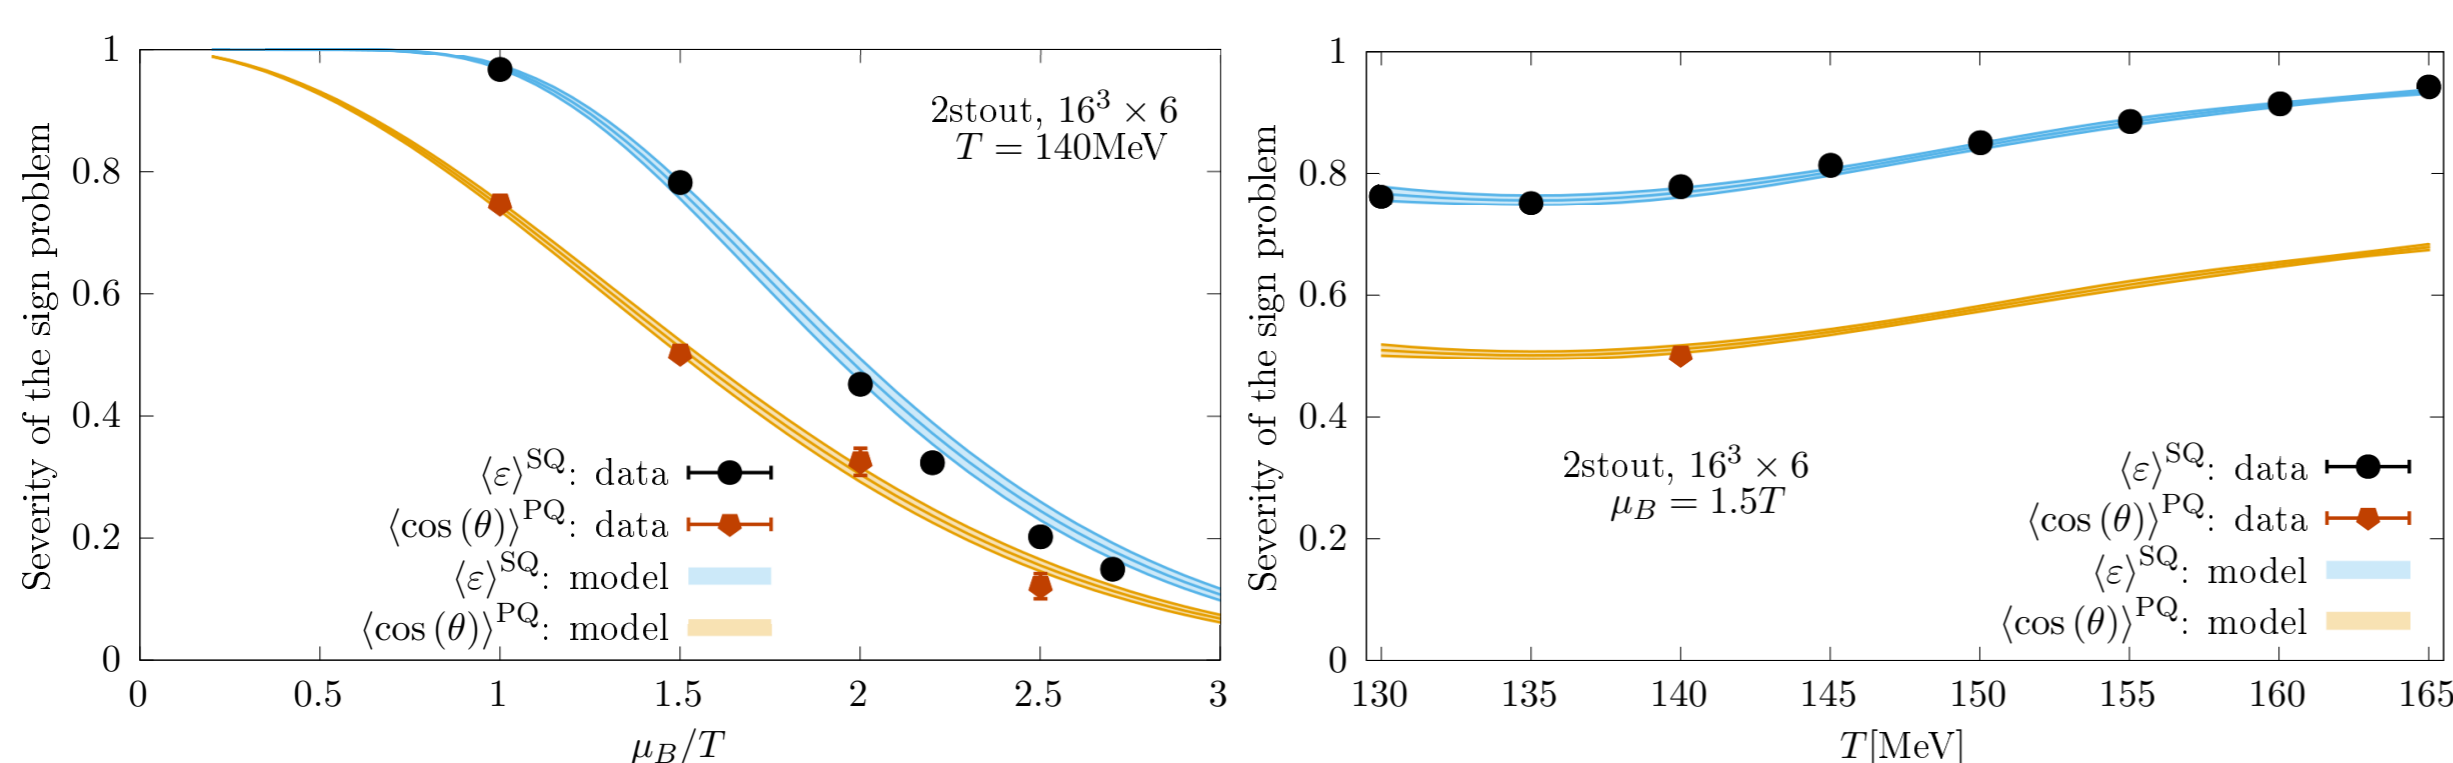 Severity of the sign problem
1
0.8
0.6
0.4
0.2
0
2stout, 16³ × 6
T = 140MeV
⟨ε⟩^SQ: data
⟨cos (θ)⟩^PQ: data
⟨ε⟩^SQ: model
⟨cos (θ)⟩^PQ: model
0 0.5 1 1.5 2 2.5 3
μ_B/T
Severity of the sign problem
1
0.8
0.6
0.4
0.2
0
2stout, 16³ × 6
μ_B = 1.5T
⟨ε⟩^SQ: data
⟨cos (θ)⟩^PQ: data
⟨ε⟩^SQ: model
⟨cos (θ)⟩^PQ: model
130 135 140 145 150 155 160 165
T[MeV]